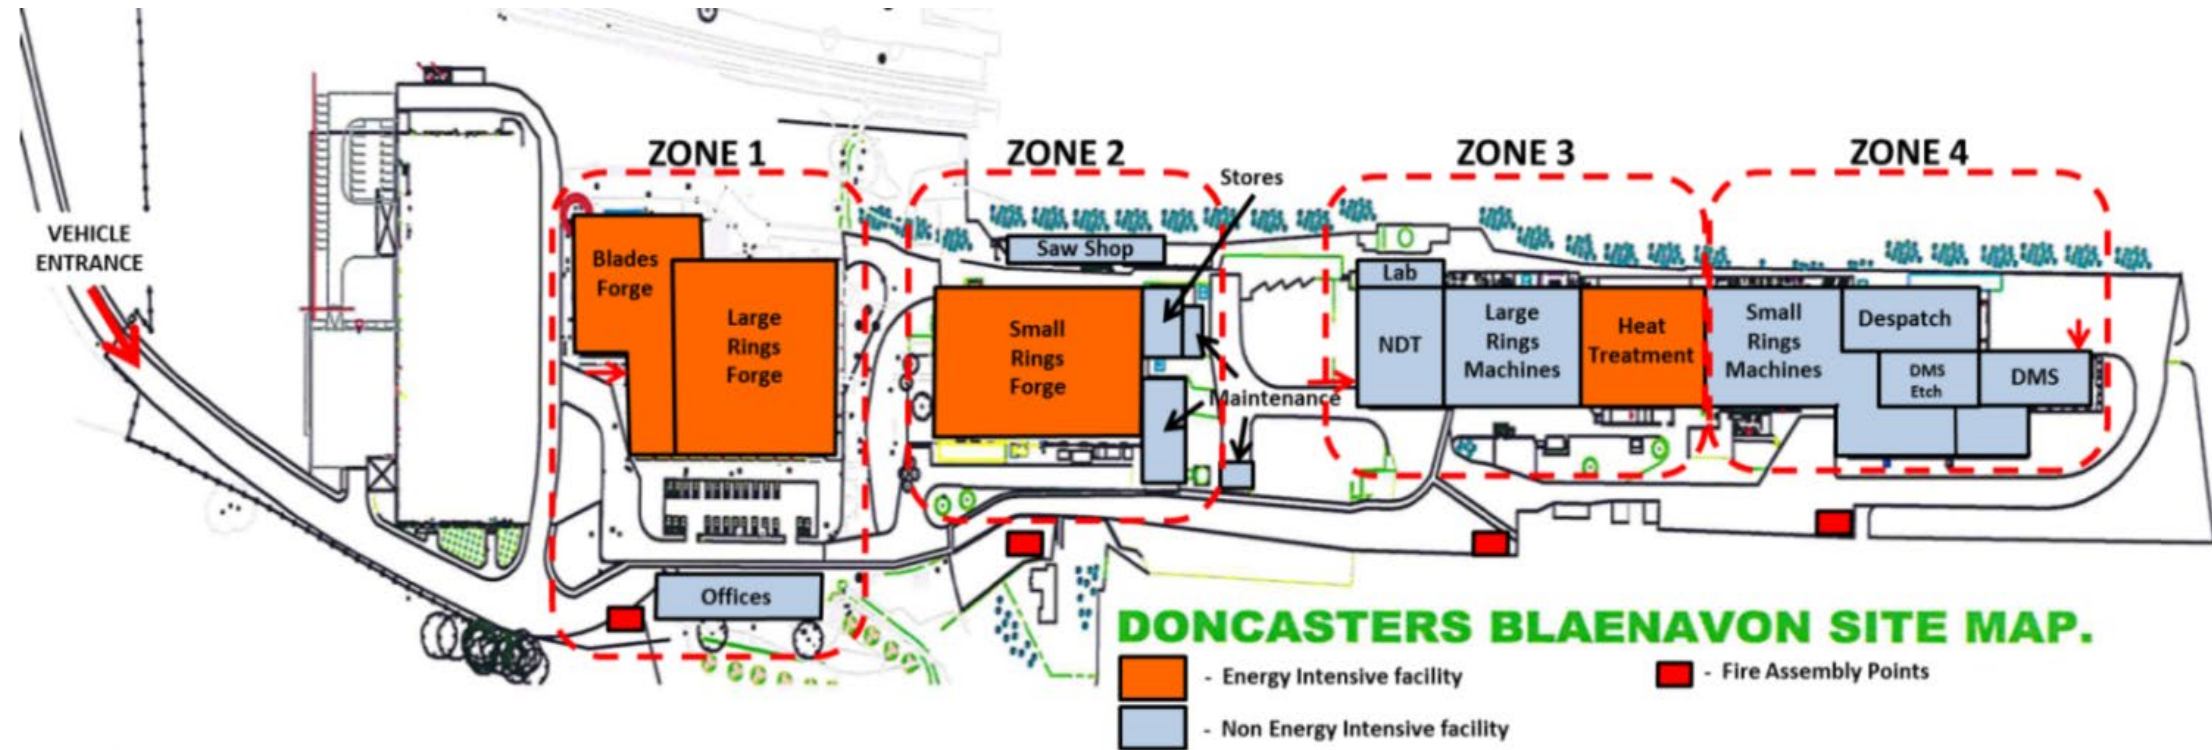 ZONE 1
ZONE 2
ZONE 3
ZONE 4
Stores
VEHICLE
ENTRANCE
Blades
Forge
Large
Rings
Forge
Saw Shop
Small
Rings
Forge
Maintenance
Lab
NDT
Large
Rings
Machines
Heat
Treatment
Small
Rings
Machines
Despatch
DMS
Etch
DMS
Offices
DONCASTERS BLAENAVON SITE MAP.
- Energy Intensive facility
- Fire Assembly Points
- Non Energy Intensive facility